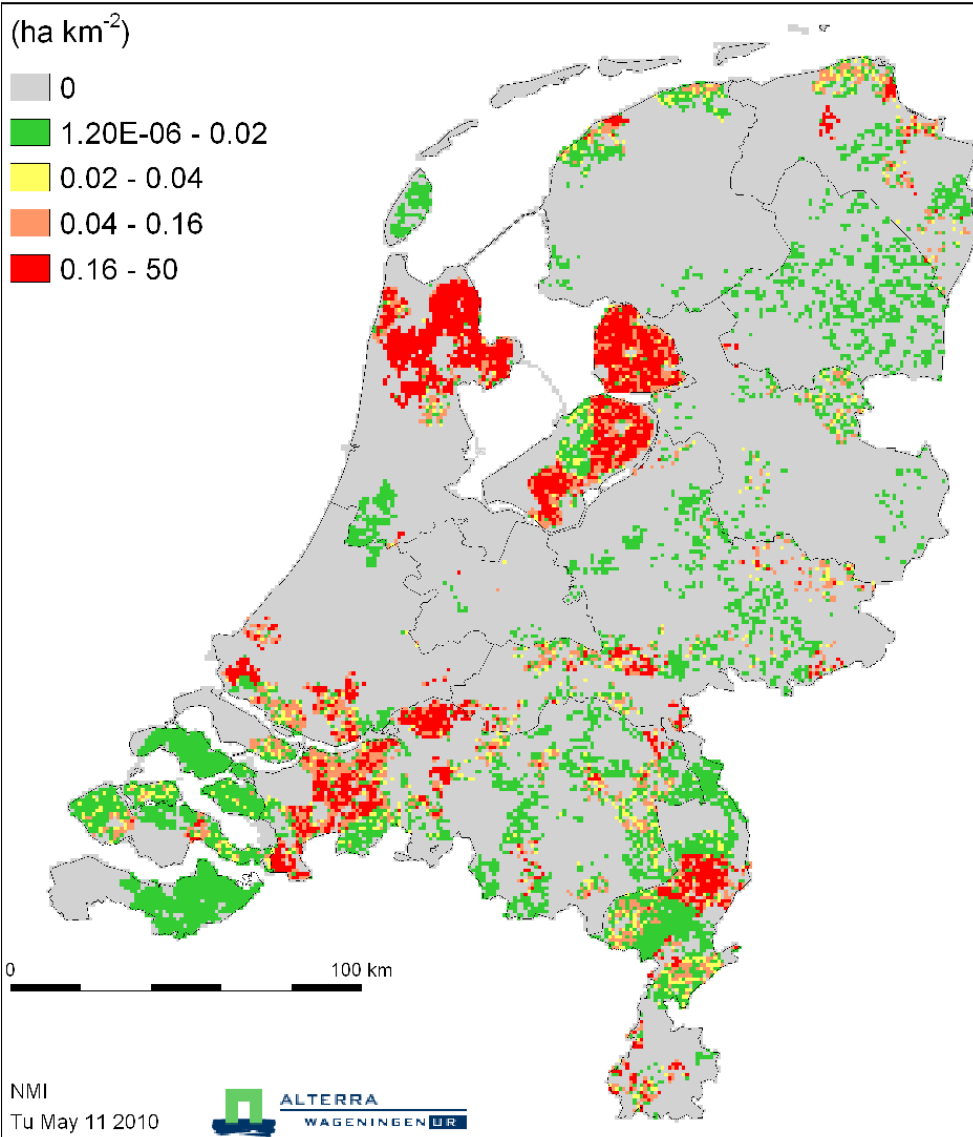 (ha km-2)
0
1.20E-06 - 0.02
0.02 - 0.04
0.04 - 0.16
0.16 - 50
0 100 km
NMI
Tu May 11 2010
ALTERRA
WAGENINGEN UR